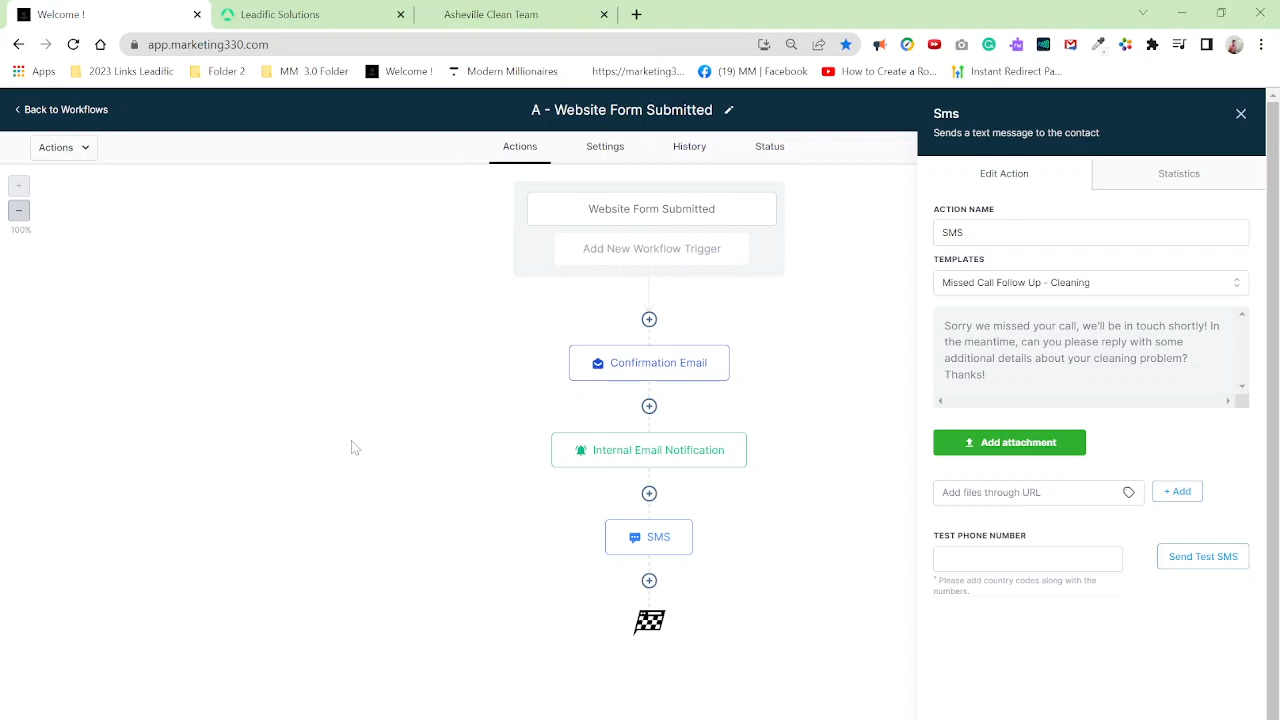 Welcome !
Leadific Solutions
Asheville Clean Team
app.marketing330.com
Apps
2023 Link Leadific
Folder 2
MM 3.0 Folder
Welcome !
Modern Millionaires
https://marketing3...
(19) MM | Facebook
How to Create a Ro...
Instant Redirect Pa...
Back to Workflows
A - Website Form Submitted
Actions
Actions
Settings
History
Status
100%
Website Form Submitted
Add New Workflow Trigger
Confirmation Email
Internal Email Notification
SMS
Sms
Sends a text message to the contact
Edit Action
Statistics
ACTION NAME
SMS
TEMPLATES
Missed Call Follow Up - Cleaning
Sorry we missed your call, we'll be in touch shortly! In
the meantime, can you please reply with some
additional details about your cleaning problem?
Thanks!
Add attachment
Add files through URL
+ Add
TEST PHONE NUMBER
Send Test SMS
* Please add country codes along with the
numbers.